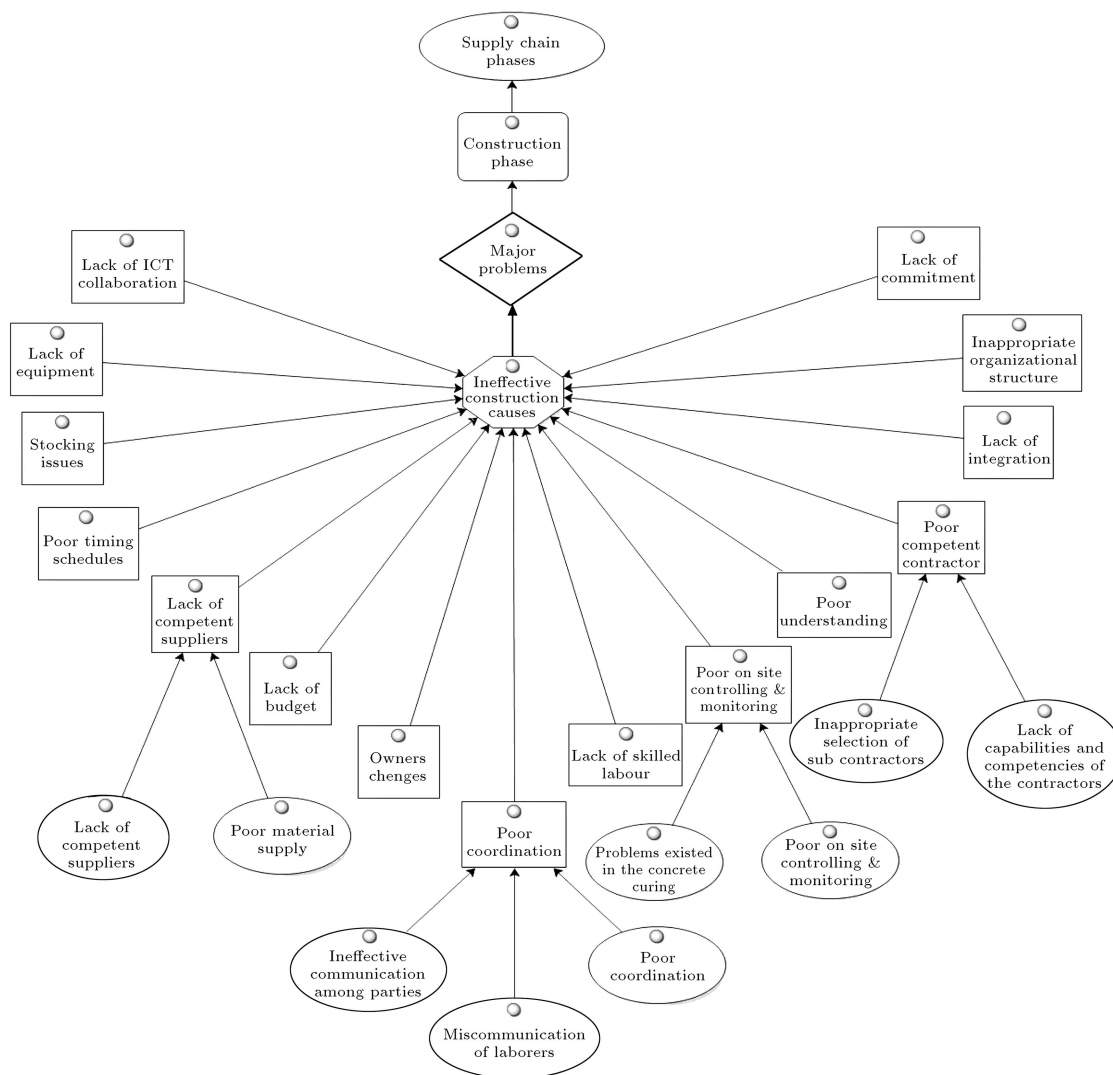 Supply chain
phases
Construction
phase
Major
problems
Lack of ICT
collaboration
Lack of
commitment
Lack of
equipment
Inappropriate
organizational
structure
Ineffective
construction
causes
Stocking
issues
Lack of
integration
Poor timing
schedules
Poor
competent
contractor
Lack of
competent
suppliers
Poor
understanding
Lack of
budget
Poor on site
controlling &
monitoring
Owners
chenges
Lack of skilled
labour
Inappropriate
selection of
sub contractors
Lack of
capabilities and
competencies of
the contractors
Lack of
competent
suppliers
Poor material
supply
Poor
coordination
Problems existed
in the concrete
curing
Poor on site
controlling &
monitoring
Ineffective
communication
among parties
Poor
coordination
Miscommunication
of laborers